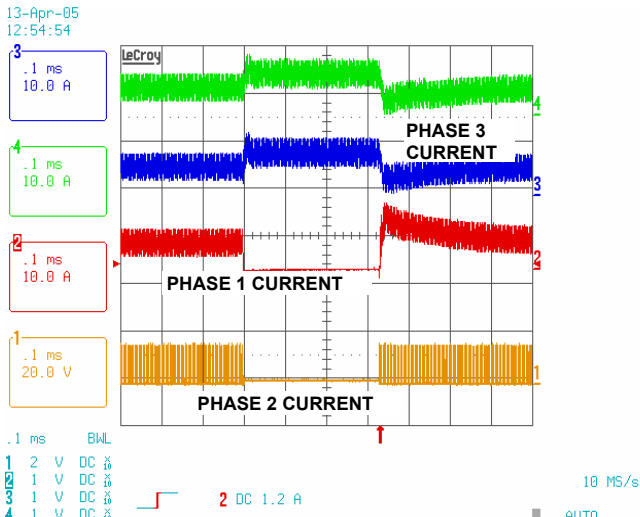 13-Apr-05
12:54:54
3
.1 ms
10.0 A
4
.1 ms
10.0 A
2
.1 ms
10.0 A
1
.1 ms
20.0 V
LeCroy
PHASE 3
CURRENT
4
3
2
1
PHASE 1 CURRENT
PHASE 2 CURRENT
.1 ms BWL
1 2 V DC
2 1 V DC
3 1 V DC
4 1 V DC
2 DC 1.2 A
10 MS/s
AUTO